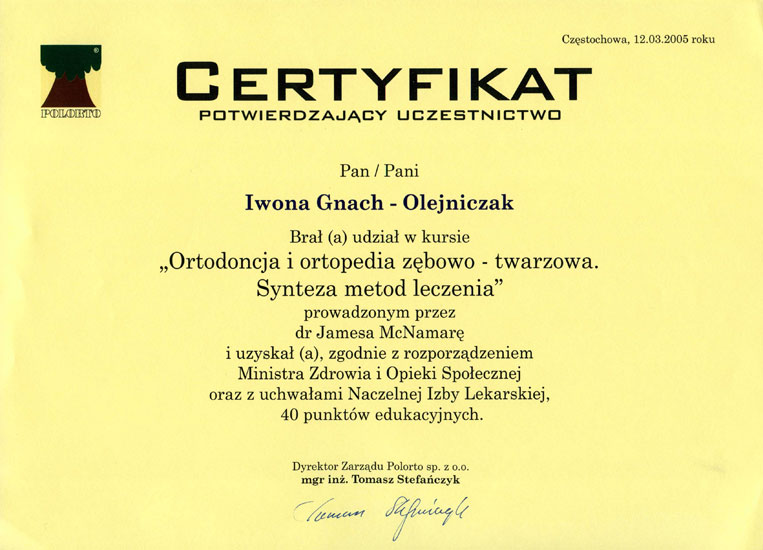 Częstochowa, 12.03.2005 roku
®
POLORTO
CERTYFIKAT
POTWIERDZAJĄCY UCZESTNICTWO
Pan / Pani
Iwona Gnach - Olejniczak
Brał (a) udział w kursie
„Ortodoncja i ortopedia zębowo - twarzowa.
Synteza metod leczenia”
prowadzonym przez
dr Jamesa McNamarę
i uzyskał (a), zgodnie z rozporządzeniem
Ministra Zdrowia i Opieki Społecznej
oraz z uchwałami Naczelnej Izby Lekarskiej,
40 punktów edukacyjnych.
Dyrektor Zarządu Polorto sp. z o.o.
mgr inż. Tomasz Stefańczyk